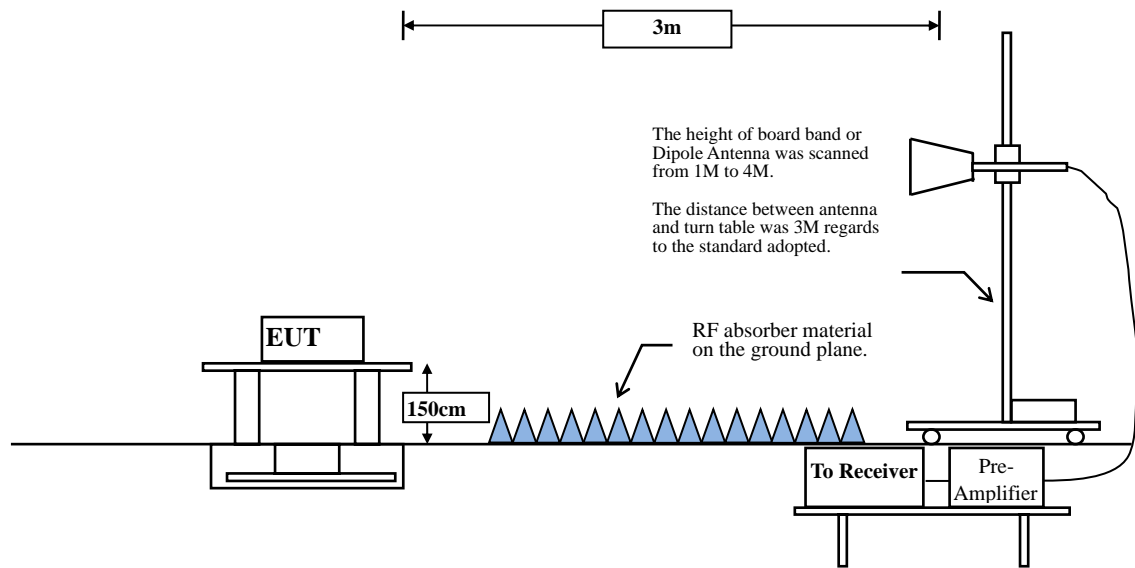 3m
The height of board band or
Dipole Antenna was scanned
from 1M to 4M.
The distance between antenna
and turn table was 3M regards
to the standard adopted.
EUT
RF absorber material
on the ground plane.
150cm
To Receiver
Pre-
Amplifier